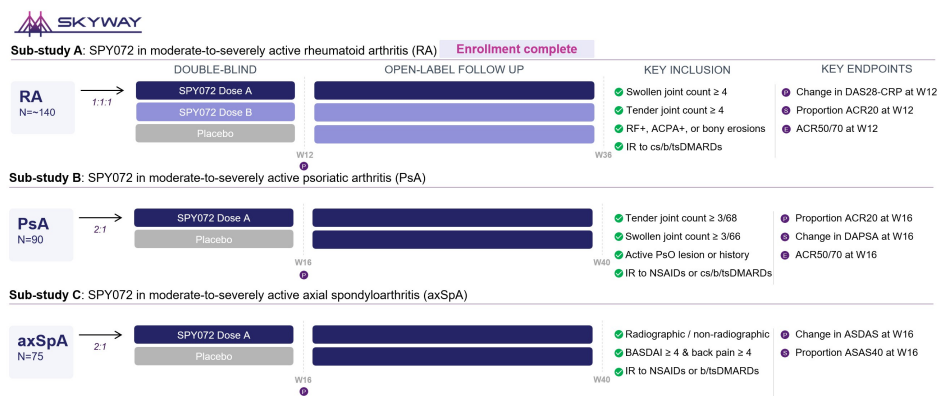 SKYWAY
Sub-study A: SPY072 in moderate-to-severely active rheumatoid arthritis (RA) Enrollment complete
DOUBLE-BLIND OPEN-LABEL FOLLOW UP KEY INCLUSION KEY ENDPOINTS
RA
N=~140
1:1:1
SPY072 Dose A
SPY072 Dose B
Placebo
W12
P
W36
Swollen joint count ≥ 4
Tender joint count ≥ 4
RF+, ACPA+, or bony erosions
IR to cs/b/tsDMARDs
P Change in DAS28-CRP at W12
S Proportion ACR20 at W12
E ACR50/70 at W12
Sub-study B: SPY072 in moderate-to-severely active psoriatic arthritis (PsA)
PsA
N=90
2:1
SPY072 Dose A
Placebo
W16
P
W40
Tender joint count ≥ 3/68
Swollen joint count ≥ 3/66
Active PsO lesion or history
IR to NSAIDs or cs/b/tsDMARDs
P Proportion ACR20 at W16
S Change in DAPSA at W16
E ACR50/70 at W16
Sub-study C: SPY072 in moderate-to-severely active axial spondyloarthritis (axSpA)
axSpA
N=75
2:1
SPY072 Dose A
Placebo
W16
P
W40
Radiographic / non-radiographic
BASDAI ≥ 4 & back pain ≥ 4
IR to NSAIDs or b/tsDMARDs
P Change in ASDAS at W16
S Proportion ASAS40 at W16